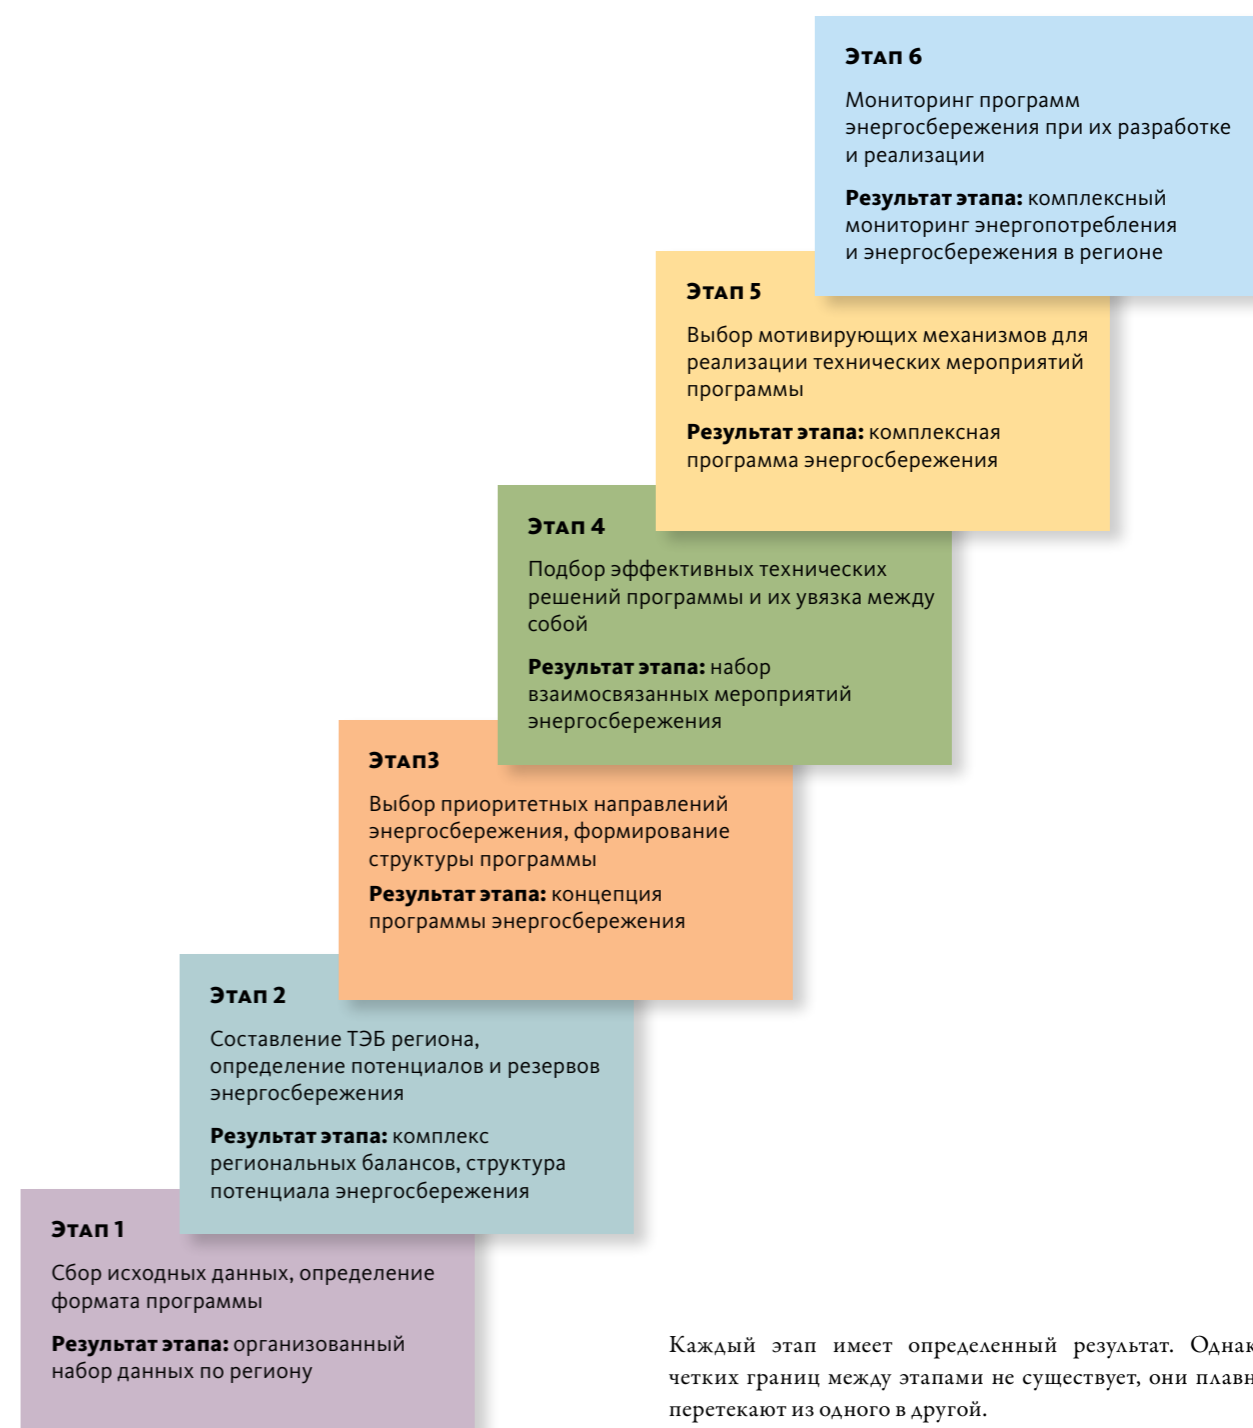 Этап 6
Мониторинг программ
энергосбережения при их разработке
и реализации
Результат этапа: комплексный
мониторинг энергопотребления
и энергосбережения в регионе
Этап 5
Выбор мотивирующих механизмов для
реализации технических мероприятий
программы
Результат этапа: комплексная
программа энергосбережения
Этап 4
Подбор эффективных технических
решений программы и их увязка между
собой
Результат этапа: набор
взаимосвязанных мероприятий
энергосбережения
Этап3
Выбор приоритетных направлений
энергосбережения, формирование
структуры программы
Результат этапа: концепция
программы энергосбережения
Этап 2
Составление ТЭБ региона,
определение потенциалов и резервов
энергосбережения
Результат этапа: комплекс
региональных балансов, структура
потенциала энергосбережения
Этап 1
Сбор исходных данных, определение
формата программы
Результат этапа: организованный
набор данных по региону
Каждый этап имеет определенный результат. Однак
четких границ между этапами не существует, они плавн
перетекают из одного в другой.